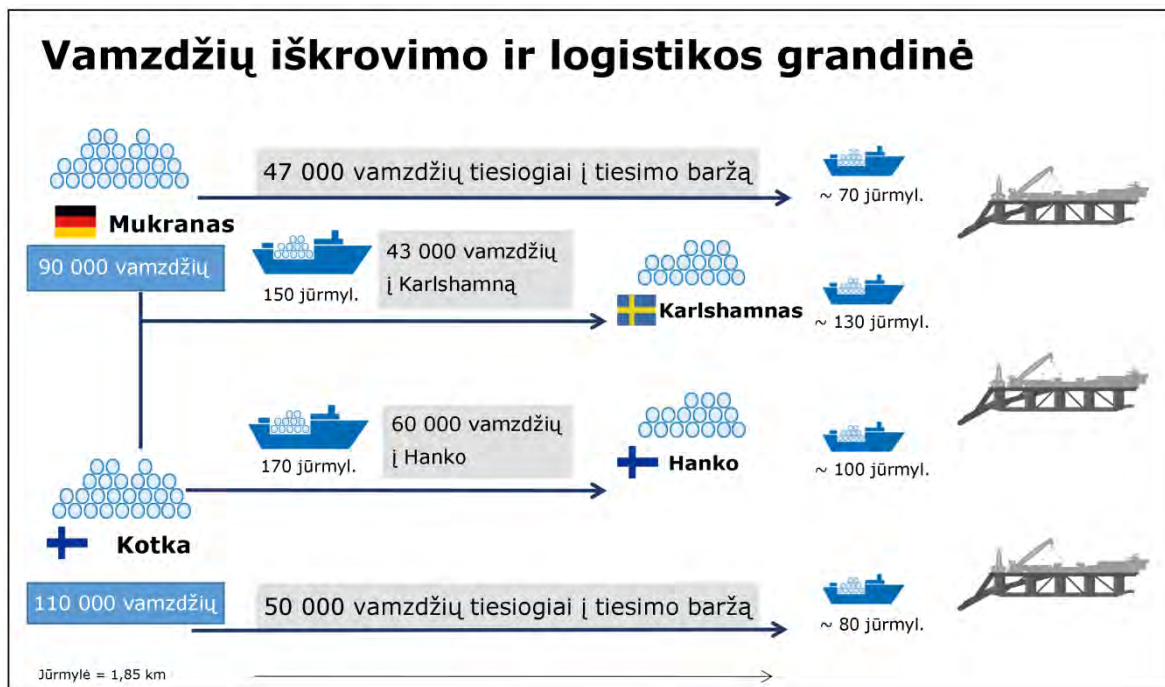 Vamzdžių iškrovimo ir logistikos grandinė
47 000 vamzdžių tiesiogiai į tiesimo baržą
~ 70 jūrmyl.
Mukranas
90 000 vamzdžių
150 jūrmyl.
43 000 vamzdžių
į Karlshamną
Karlshamnas
~ 130 jūrmyl.
170 jūrmyl.
60 000 vamzdžių
į Hanko
Hanko
~ 100 jūrmyl.
Kotka
110 000 vamzdžių
50 000 vamzdžių tiesiogiai į tiesimo baržą
~ 80 jūrmyl.
Jūrmylė = 1,85 km